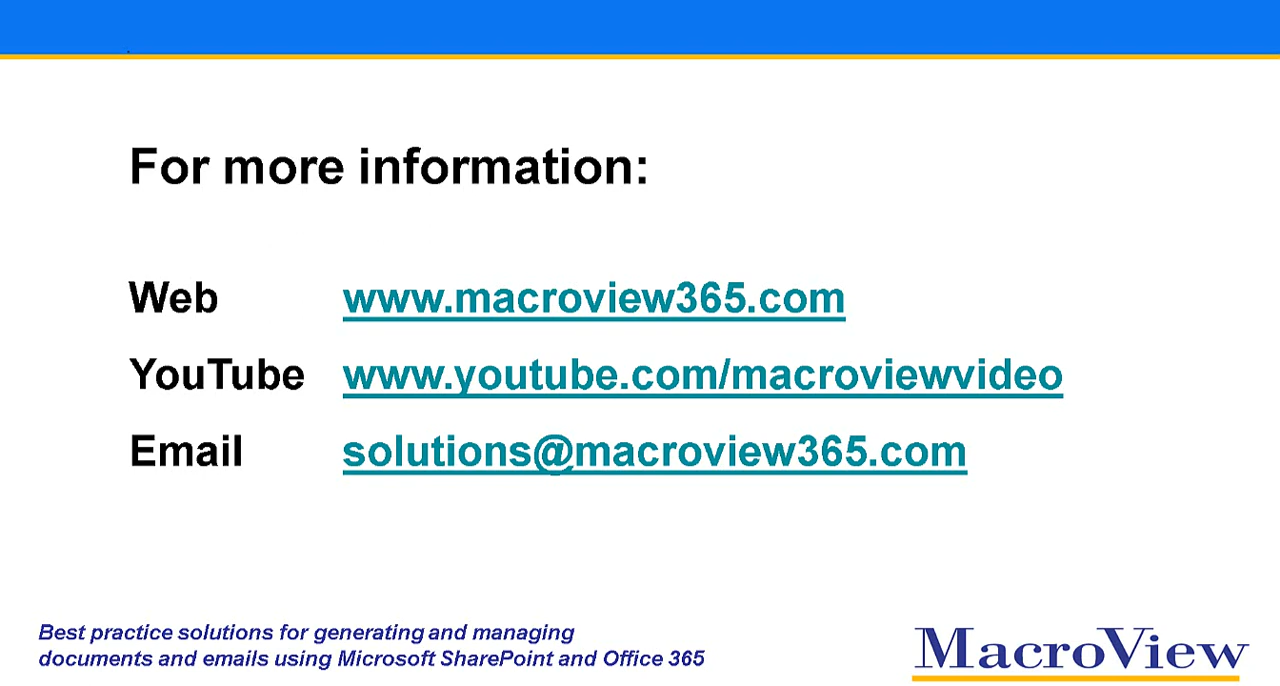 For more information:
Web www.macroview365.com
YouTube www.youtube.com/macroviewvideo
Email solutions@macroview365.com
Best practice solutions for generating and managing
documents and emails using Microsoft SharePoint and Office 365
MacroView